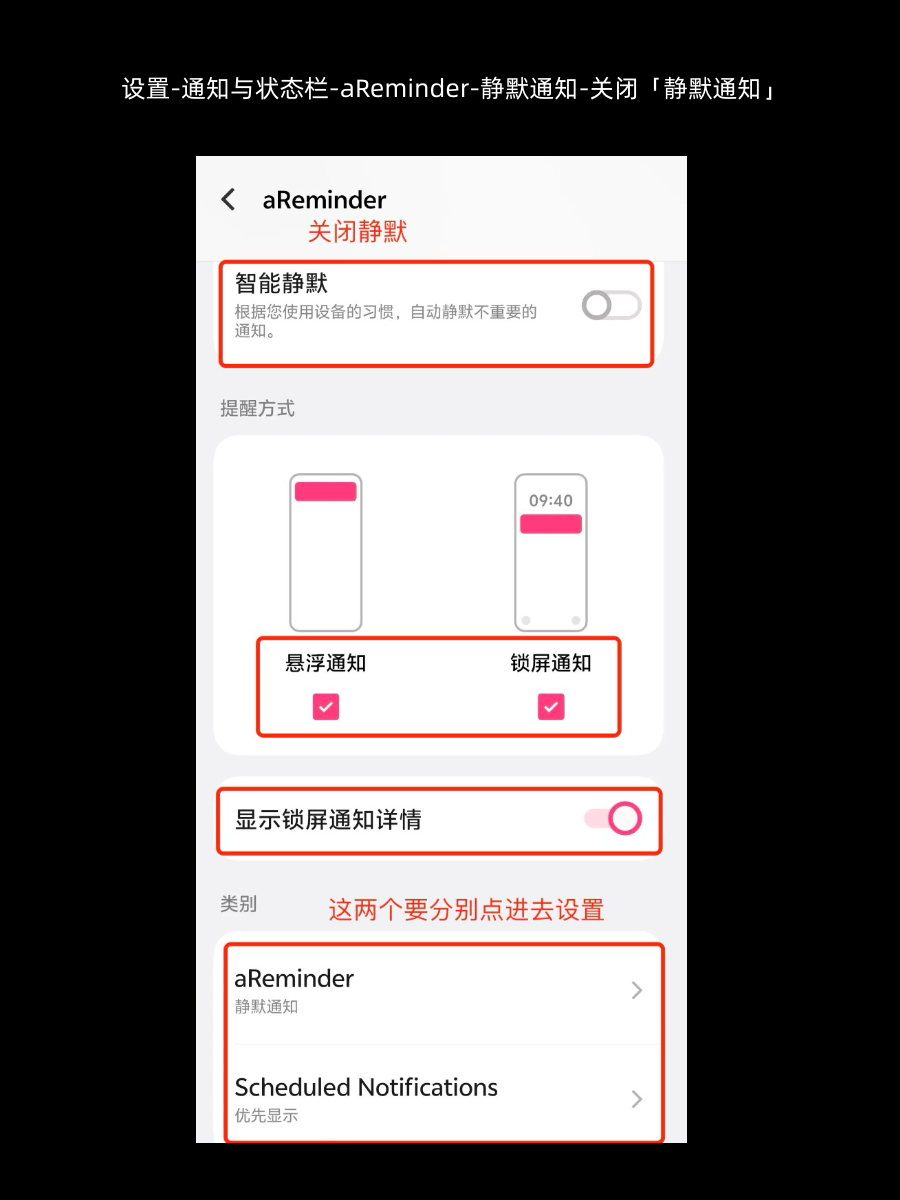 设置-通知与状态栏-aReminder-静默通知-关闭「静默通知」
aReminder
关闭静默
智能静默
根据您使用设备的习惯，自动静默不重要的
通知。
提醒方式
09:40
悬浮通知
锁屏通知
显示锁屏通知详情
类别
这两个要分别点进去设置
aReminder
静默通知
Scheduled Notifications
优先显示